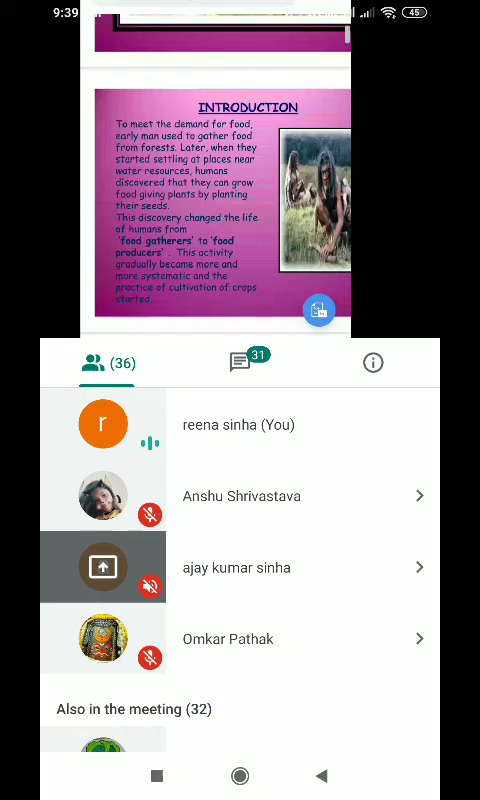 9:39
45
INTRODUCTION
To meet the demand for food,
early man used to gather food
from forests. Later, when they
started settling at places near
water resources, humans
discovered that they can grow
food giving plants by planting
their seeds.
This discovery changed the life
of humans from
'food gatherers' to 'food
producers' . This activity
gradually became more and
more systematic and the
practice of cultivation of crops
started.
(36)
31
r
reena sinha (You)
Anshu Shrivastava
ajay kumar sinha
Omkar Pathak
Also in the meeting (32)